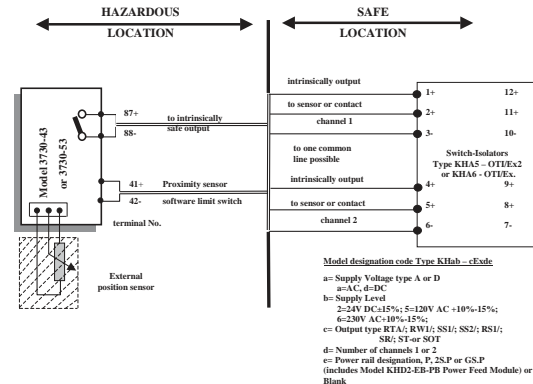 HAZARDOUS
LOCATION
SAFE
LOCATION
Model 3730-43
or 3730-53
87+
88-
to intrinsically
safe output
41+
42-
Proximity sensor
software limit switch
terminal No.
External
position sensor
intrinsically output
to sensor or contact
channel 1
to one common
line possible
intrinsically output
to sensor or contact
channel 2
1+
2+
3-
4+
5+
6-
12+
11+
10-
Switch-Isolators
Type KHA5 – OTI/Ex2
or KHA6 - OTI/Ex.
9+
8+
7-
Model designation code Type KHab – cExde
a= Supply Voltage type A or D
a=AC, d=DC
b= Supply Level
2=24V DC±15%; 5=120V AC +10%-15%;
6=230V AC+10%-15%;
c= Output type RTA/; RW1/; SS1/; SS2/; RS1/;
SR/; ST-or SOT
d= Number of channels 1 or 2
e= Power rail designation, P, 2S.P or GS.P
(includes Model KHD2-EB-PB Power Feed Module) or
Blank